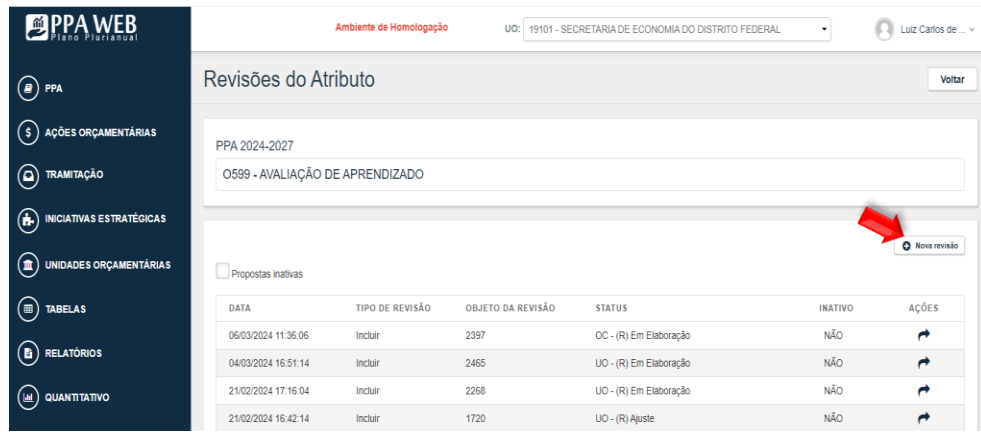 PPA WEB
Plano Plurianual
Ambiente de Homologação
UO: 19101 - SECRETARIA DE ECONOMIA DO DISTRITO FEDERAL
Luiz Carlos de ...
PPA
AÇÕES ORÇAMENTÁRIAS
TRAMITAÇÃO
INICIATIVAS ESTRATÉGICAS
UNIDADES ORÇAMENTÁRIAS
TABELAS
RELATÓRIOS
QUANTITATIVO
Revisões do Atributo
Voltar
PPA 2024-2027
O599 - AVALIAÇÃO DE APRENDIZADO
Nova revisão
Propostas inativas
DATA TIPO DE REVISÃO OBJETO DA REVISÃO STATUS INATIVO AÇÕES
06/03/2024 11:36:06 Incluir 2397 OC - (R) Em Elaboração NÃO
04/03/2024 16:51:14 Incluir 2465 UO - (R) Em Elaboração NÃO
21/02/2024 17:16:04 Incluir 2268 UO - (R) Em Elaboração NÃO
21/02/2024 16:42:14 Incluir 1720 UO - (R) Ajuste NÃO